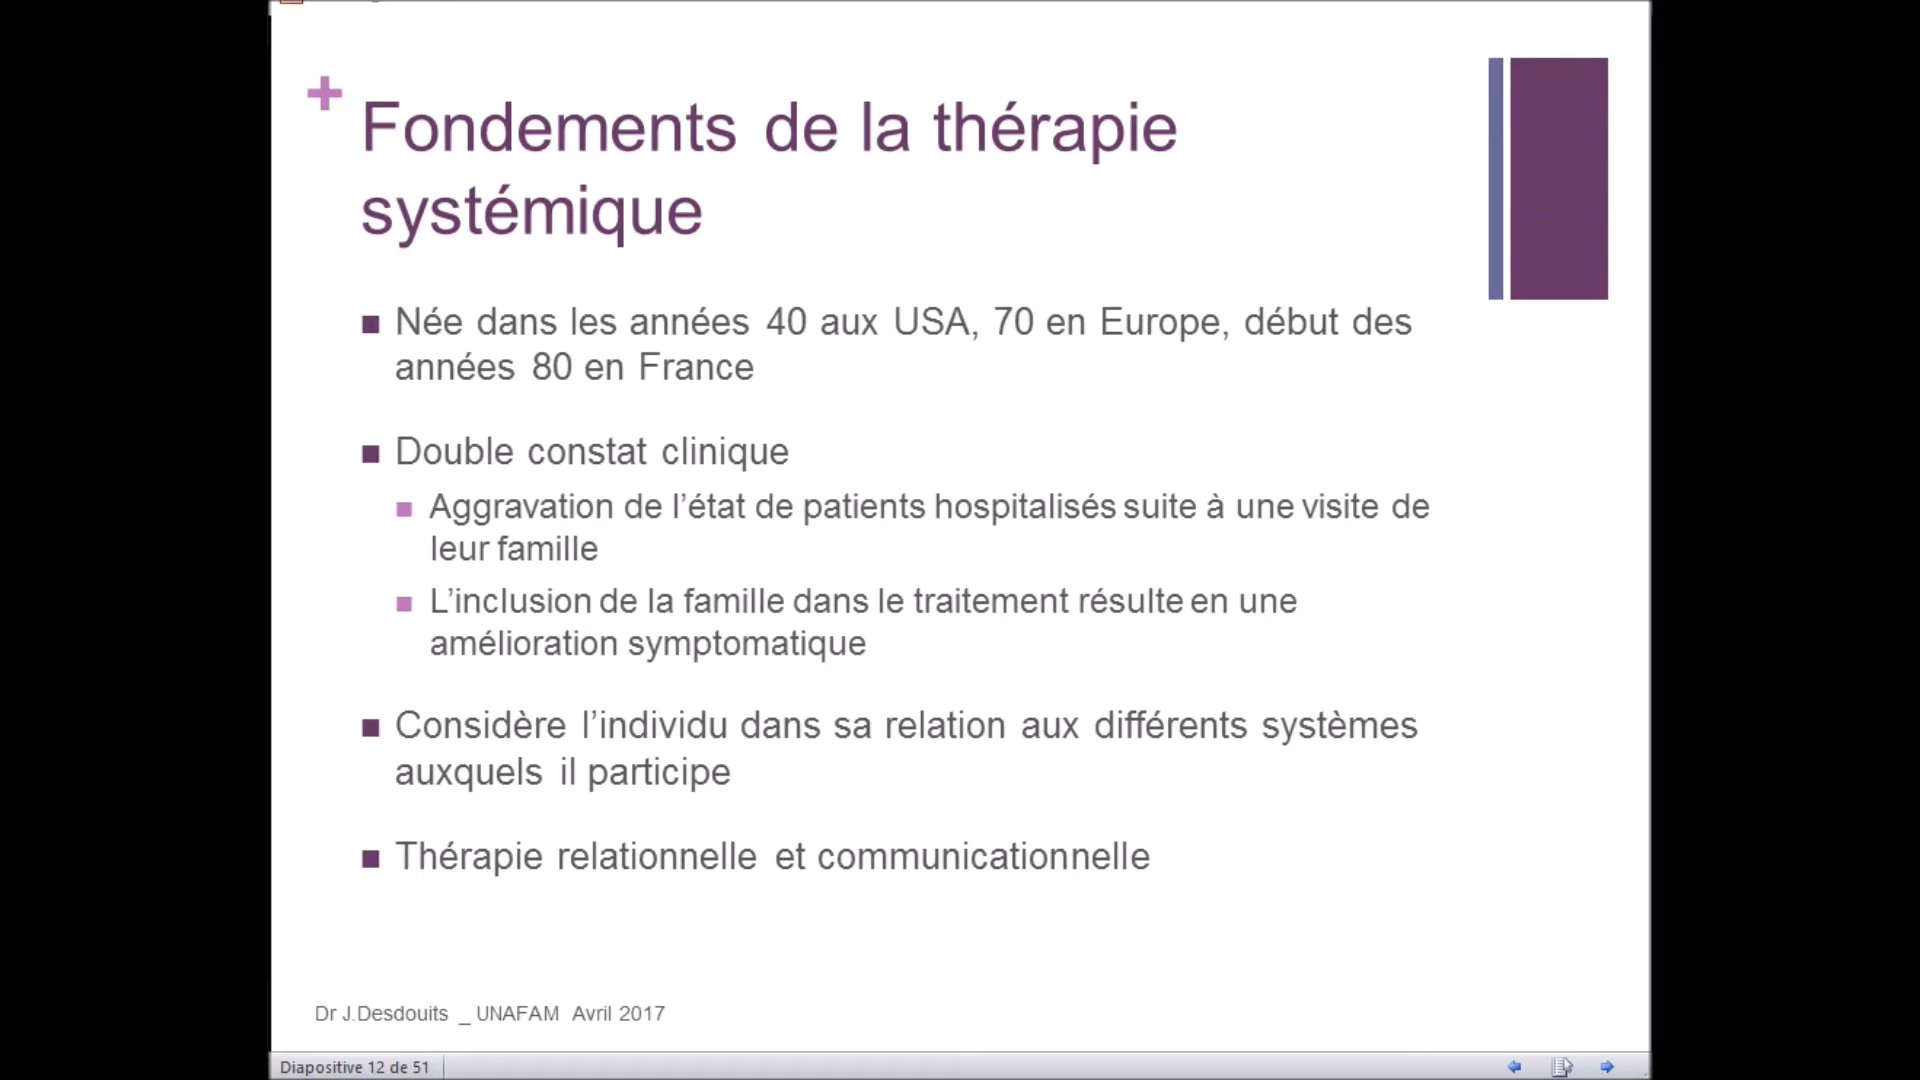 +
Fondements de la thérapie
systémique
Née dans les années 40 aux USA, 70 en Europe, début des
années 80 en France
Double constat clinique
Aggravation de l’état de patients hospitalisés suite à une visite de
leur famille
L’inclusion de la famille dans le traitement résulte en une
amélioration symptomatique
Considère l’individu dans sa relation aux différents systèmes
auxquels il participe
Thérapie relationnelle et communicationnelle
Dr J.Desdouits _ UNAFAM Avril 2017
Diapositive 12 de 51